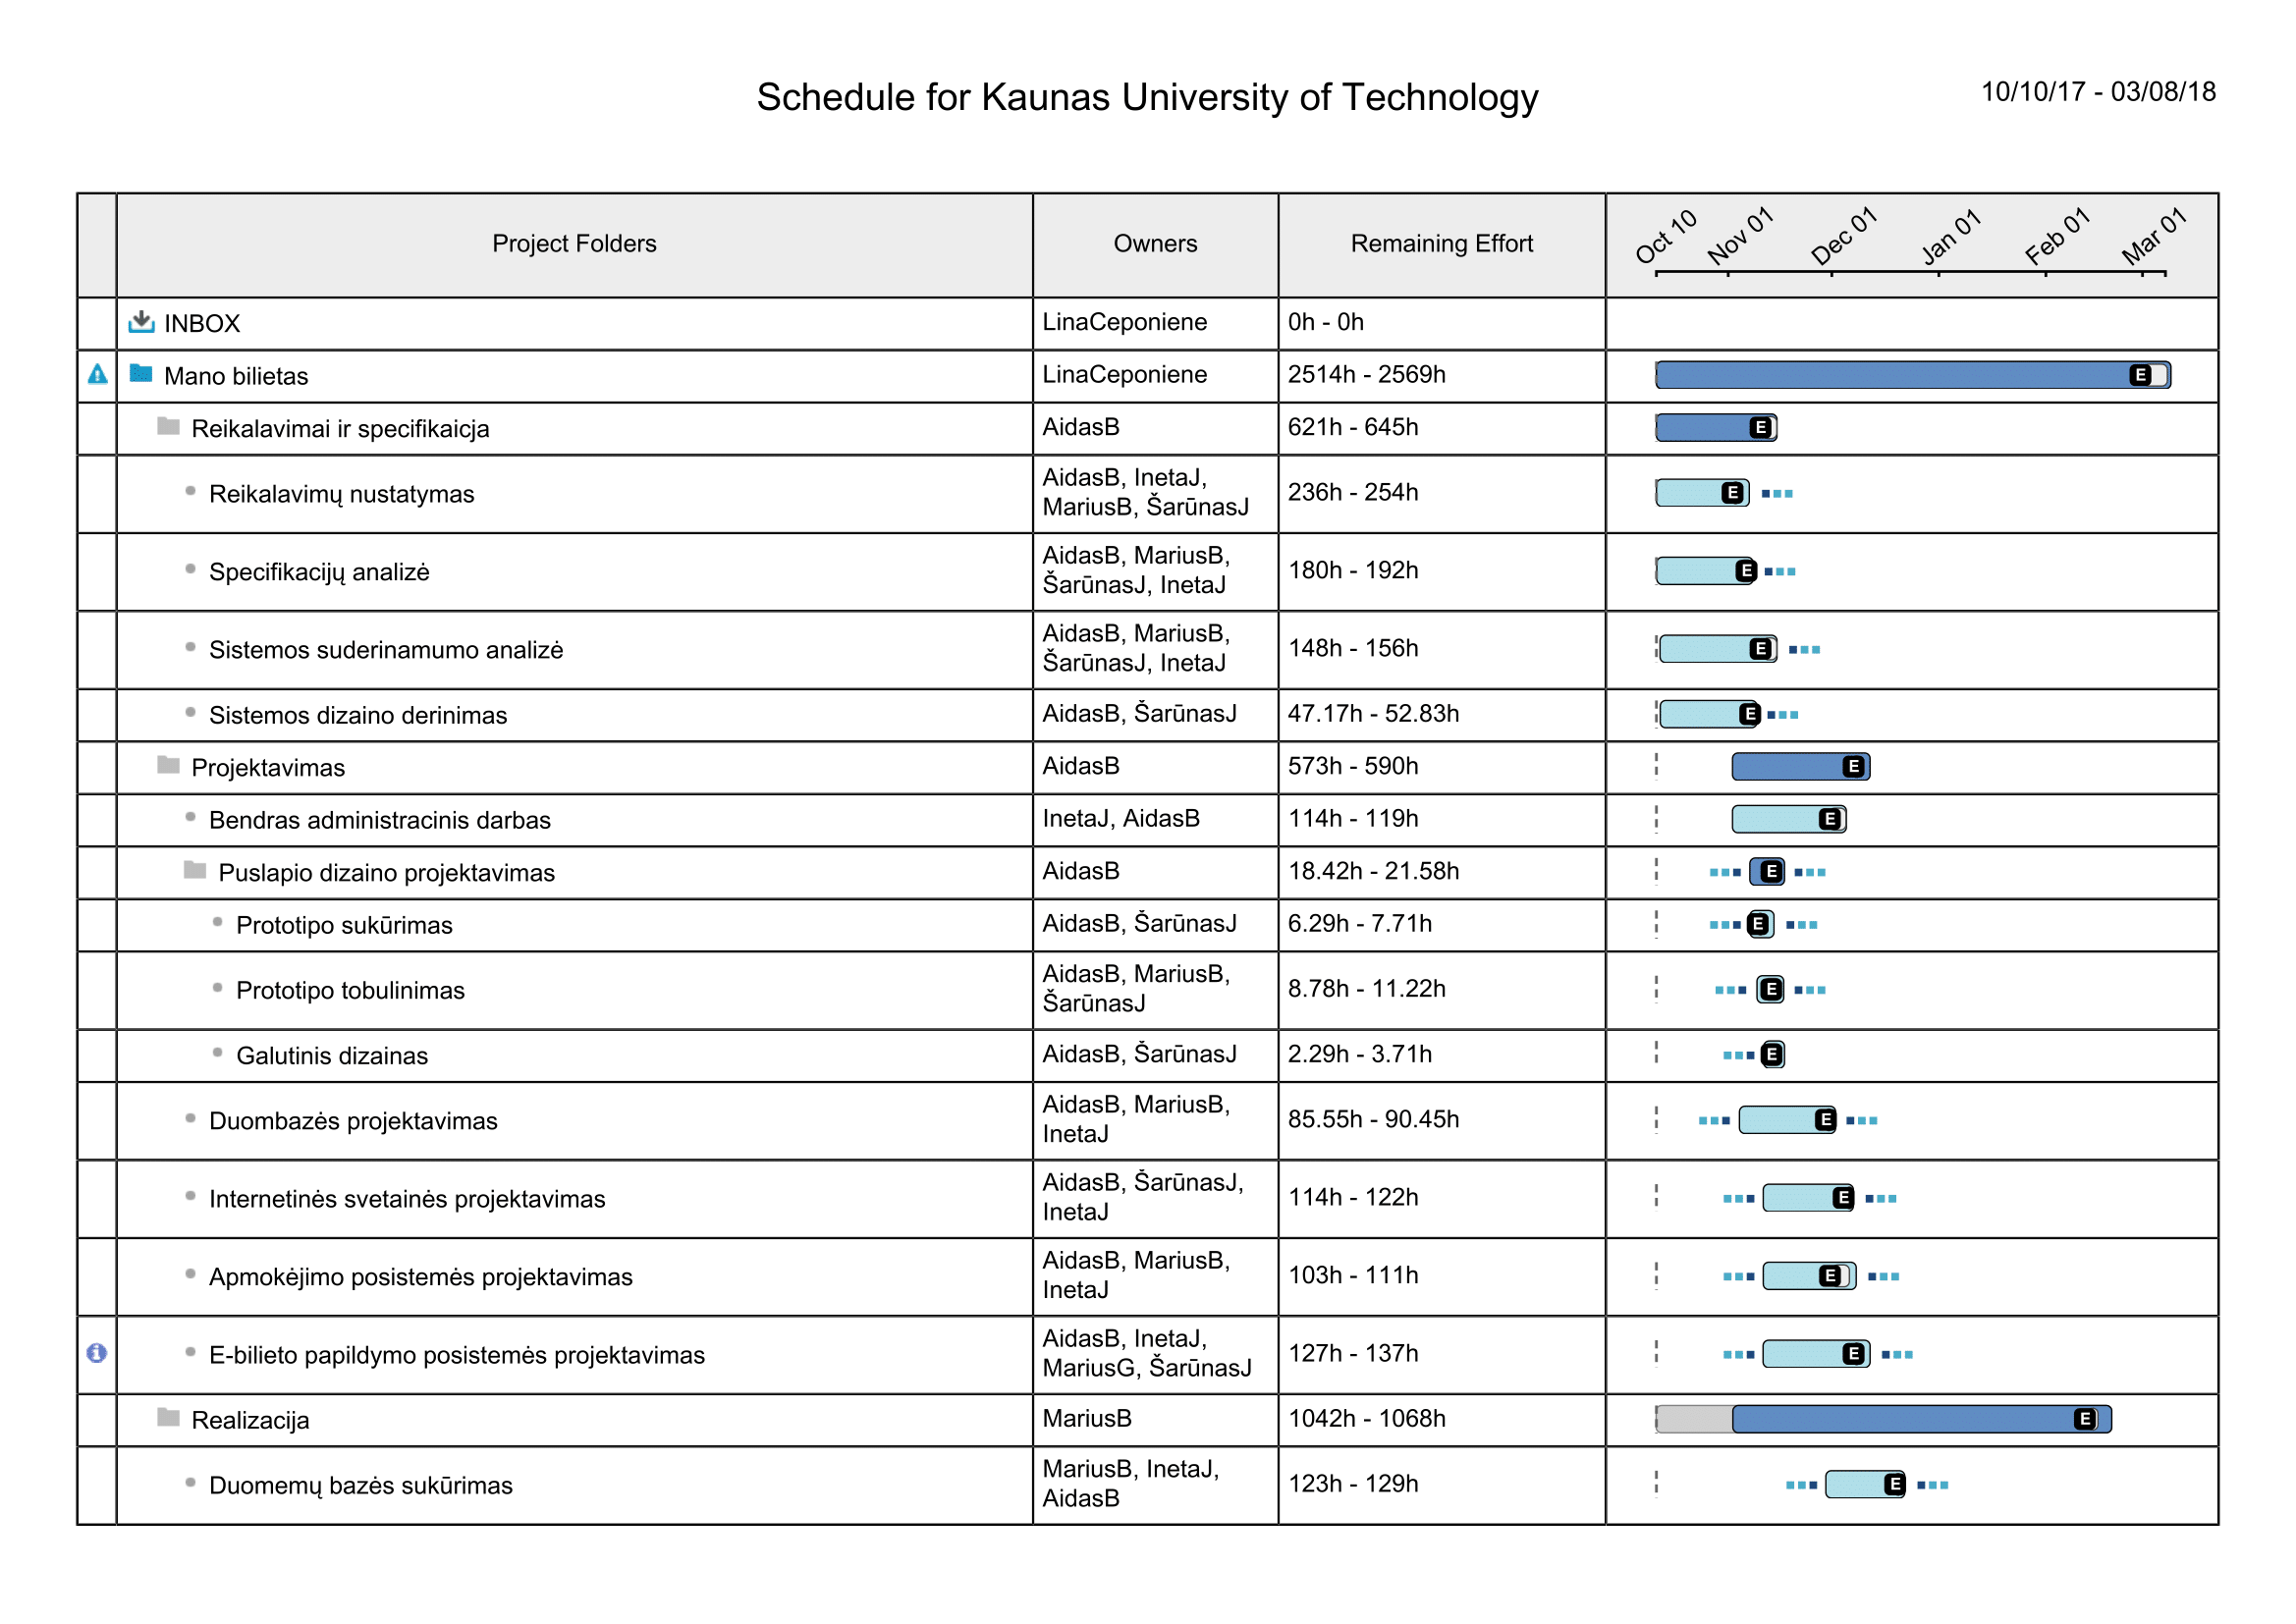 Schedule for Kaunas University of Technology
10/10/17 - 03/08/18
Project Folders
Owners
Remaining Effort
Oct 10
Nov 01
Dec 01
Jan 01
Feb 01
Mar 01
INBOX
LinaCeponiene
0h - 0h
Mano bilietas
LinaCeponiene
2514h - 2569h
E
Reikalavimai ir specifikaicja
AidasB
621h - 645h
E
Reikalavimų nustatymas
AidasB, InetaJ,
MariusB, ŠarūnasJ
236h - 254h
E
Specifikacijų analizė
AidasB, MariusB,
ŠarūnasJ, InetaJ
180h - 192h
E
Sistemos suderinamumo analizė
AidasB, MariusB,
ŠarūnasJ, InetaJ
148h - 156h
E
Sistemos dizaino derinimas
AidasB, ŠarūnasJ
47.17h - 52.83h
E
Projektavimas
AidasB
573h - 590h
E
Bendras administracinis darbas
InetaJ, AidasB
114h - 119h
E
Puslapio dizaino projektavimas
AidasB
18.42h - 21.58h
E
Prototipo sukūrimas
AidasB, ŠarūnasJ
6.29h - 7.71h
E
Prototipo tobulinimas
AidasB, MariusB,
ŠarūnasJ
8.78h - 11.22h
E
Galutinis dizainas
AidasB, ŠarūnasJ
2.29h - 3.71h
E
Duombazės projektavimas
AidasB, MariusB,
InetaJ
85.55h - 90.45h
E
Internetinės svetainės projektavimas
AidasB, ŠarūnasJ,
InetaJ
114h - 122h
E
Apmokėjimo posistemės projektavimas
AidasB, MariusB,
InetaJ
103h - 111h
E
E-bilieto papildymo posistemės projektavimas
AidasB, InetaJ,
MariusG, ŠarūnasJ
127h - 137h
E
Realizacija
MariusB
1042h - 1068h
E
Duomemų bazės sukūrimas
MariusB, InetaJ,
AidasB
123h - 129h
E